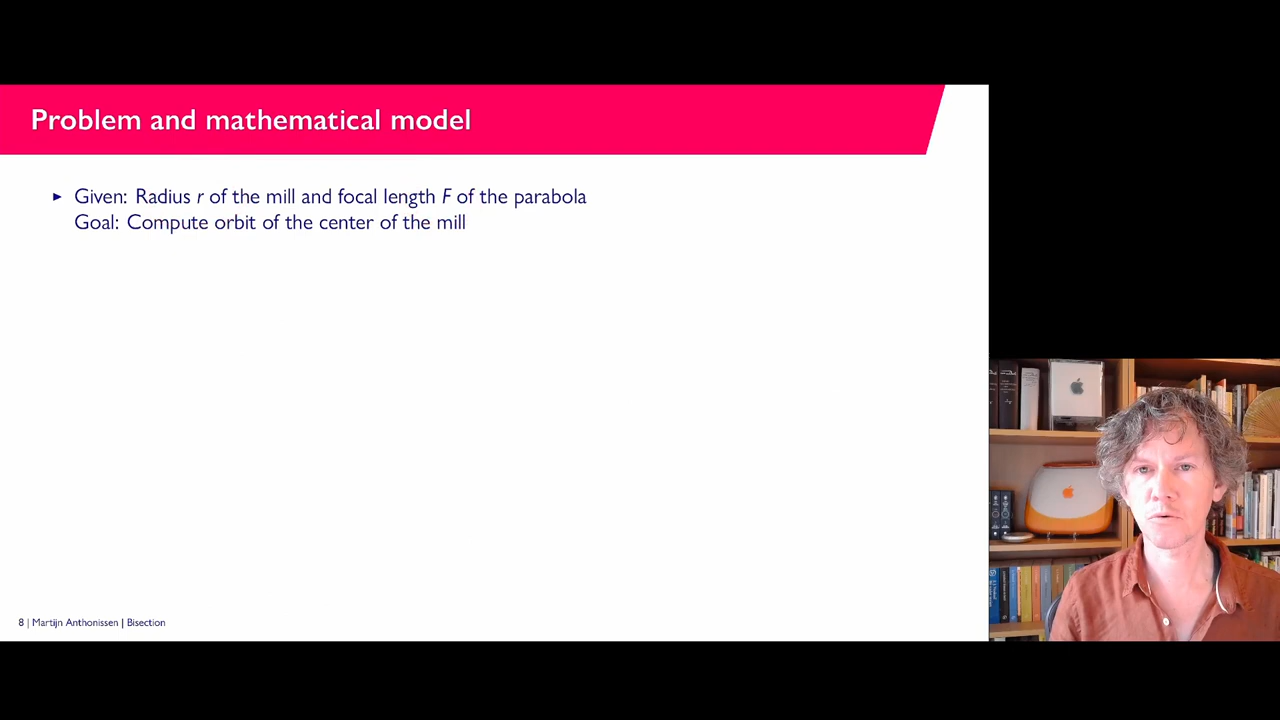 Problem and mathematical model
► Given: Radius r of the mill and focal length F of the parabola
Goal: Compute orbit of the center of the mill
8 | Martijn Anthonissen | Bisection